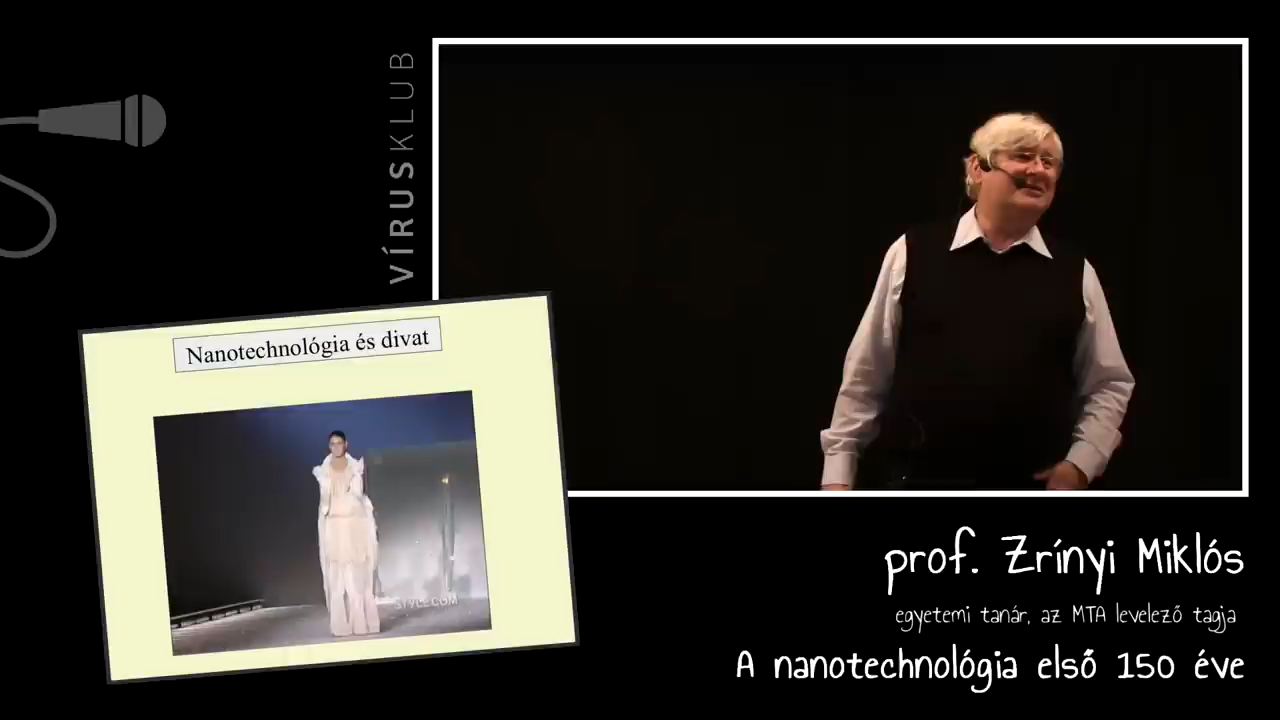 VÍRUSKLUB
Nanotechnológia és divat
STYLE.COM
prof. Zrínyi Miklós
egyetemi tanár, az MTA levelező tagja
A nanotechnológia első 150 éve